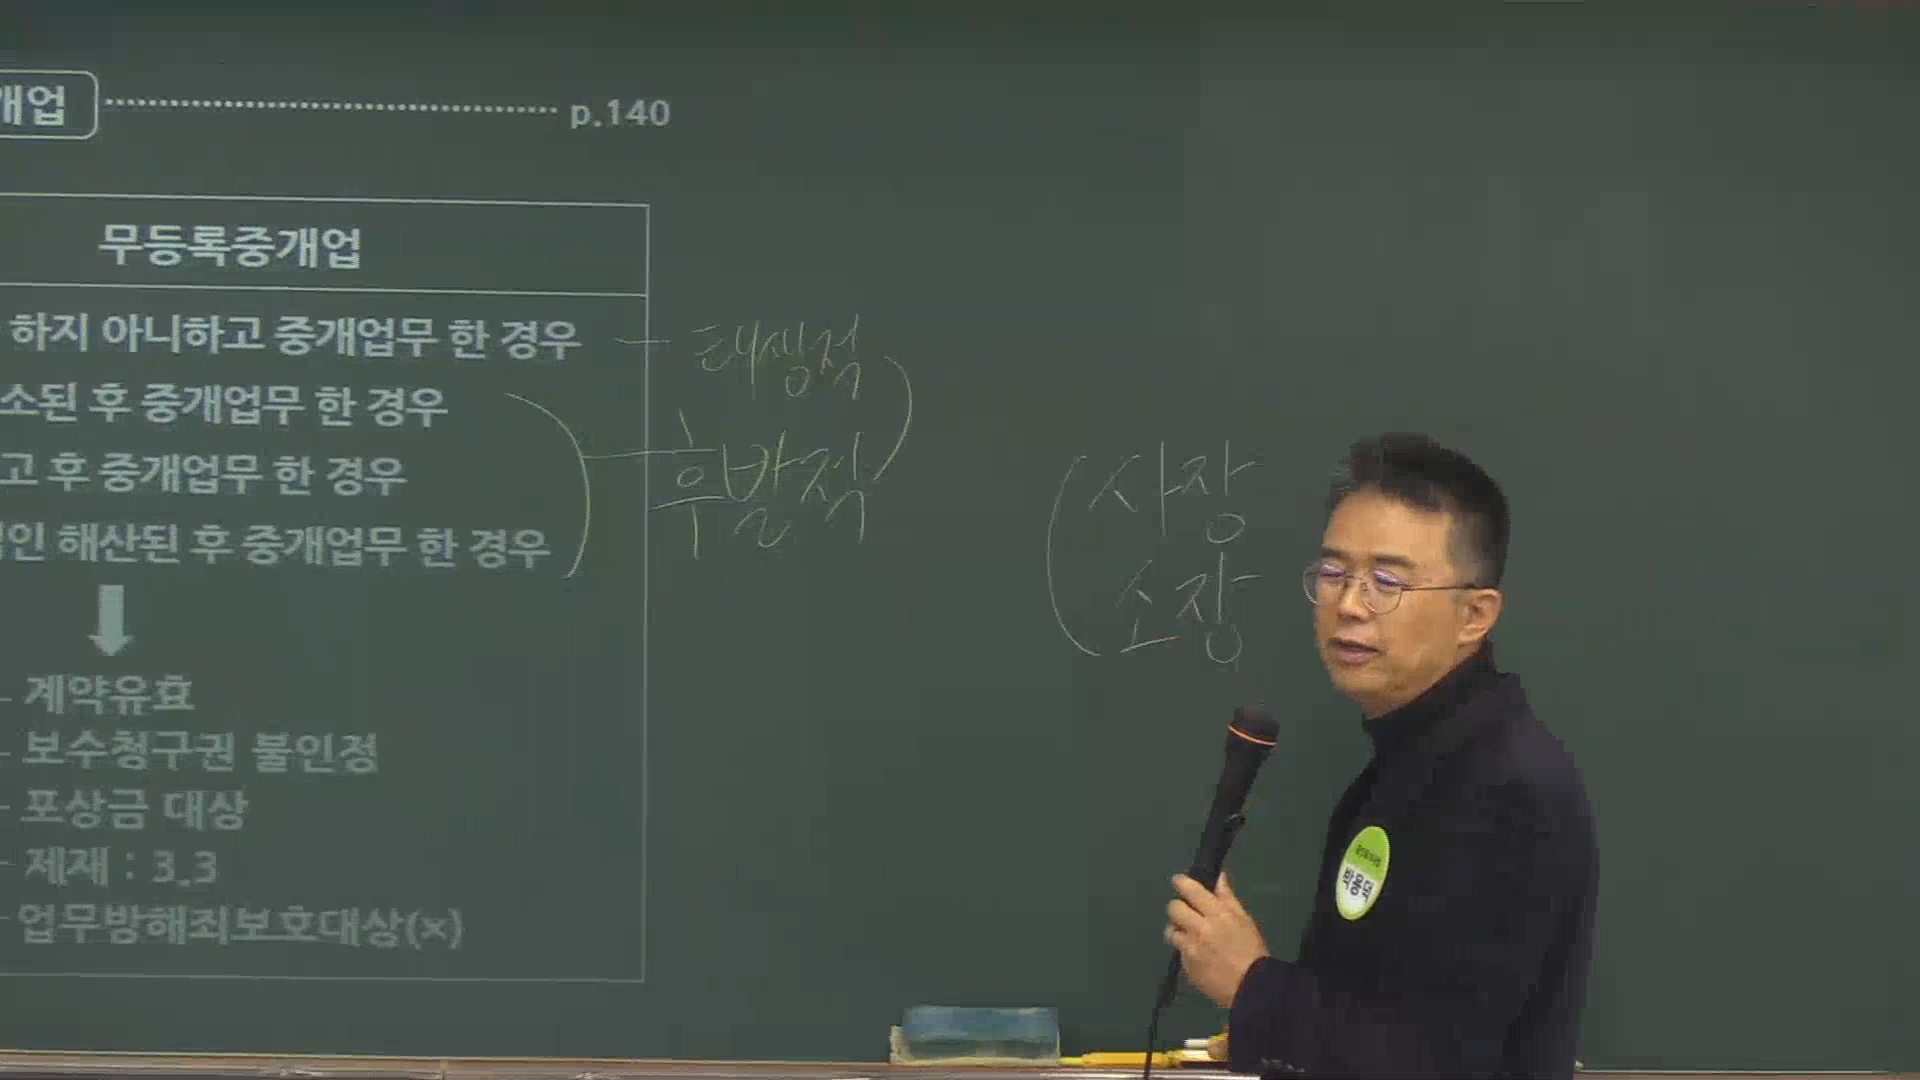 개업 p.140
무등록중개업
하지 아니하고 중개업무 한 경우
소된 후 중개업무 한 경우
고 후 중개업무 한 경우
인 해산된 후 중개업무 한 경우
- 계약유효
- 보수청구권 불인정
- 포상금 대상
- 제재 : 3.3
- 업무방해죄보호대상(×)
태생적
후발적
사장
소장